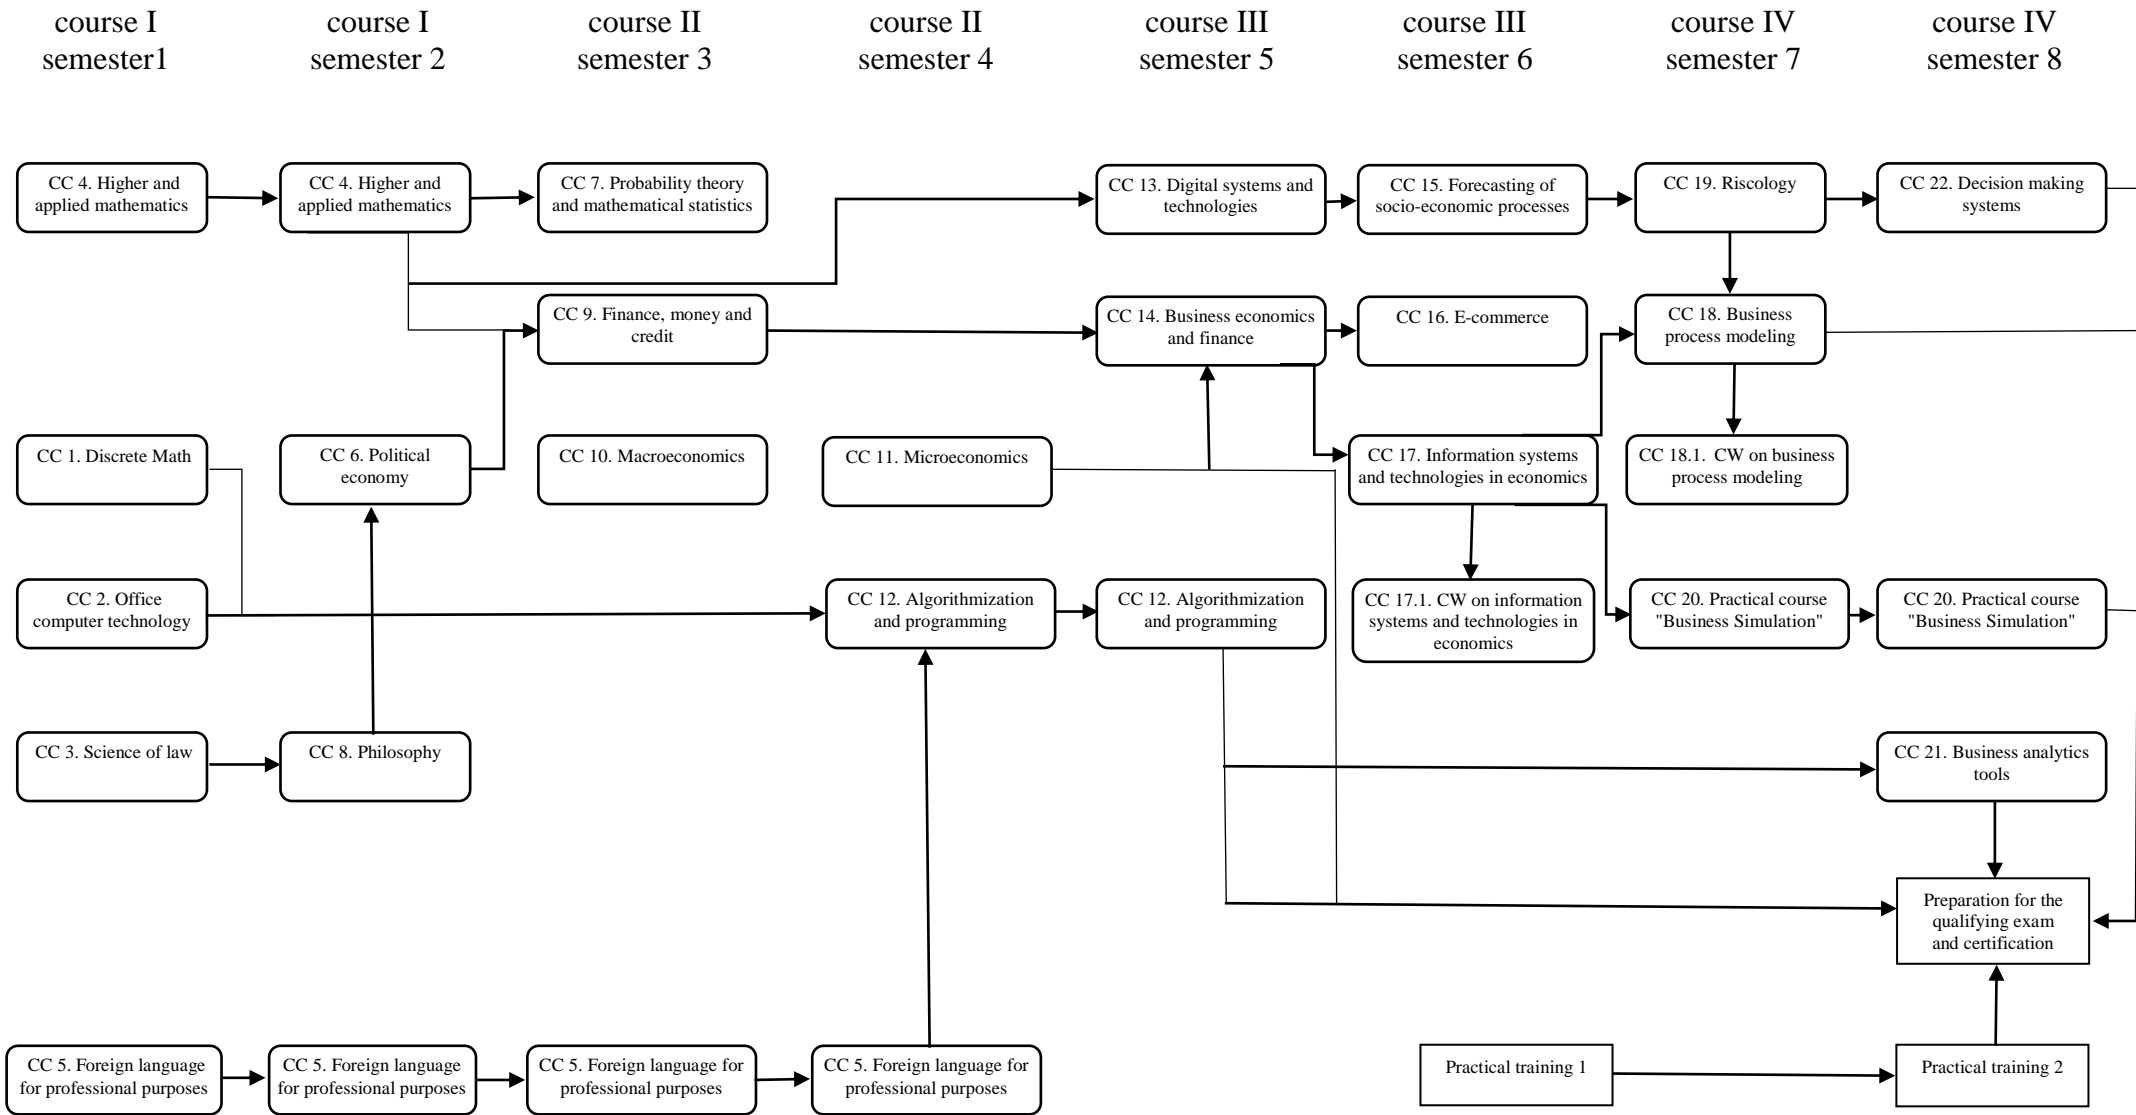 course I
semester1
course I
semester 2
course II
semester 3
course II
semester 4
course III
semester 5
course III
semester 6
course IV
semester 7
course IV
semester 8
CC 4. Higher and
applied mathematics
CC 4. Higher and
applied mathematics
CC 7. Probability theory
and mathematical statistics
CC 13. Digital systems and
technologies
CC 15. Forecasting of
socio-economic processes
CC 19. Riscology
CC 22. Decision making
systems
CC 9. Finance, money and
credit
CC 14. Business economics
and finance
CC 16. E-commerce
CC 18. Business
process modeling
CC 1. Discrete Math
CC 6. Political
economy
CC 10. Macroeconomics
CC 11. Microeconomics
CC 17. Information systems
and technologies in economics
CC 18.1. CW on business
process modeling
CC 2. Office
computer technology
CC 12. Algorithmization
and programming
CC 12. Algorithmization
and programming
CC 17.1. CW on information
systems and technologies in
economics
CC 20. Practical course
"Business Simulation"
CC 20. Practical course
"Business Simulation"
CC 3. Science of law
CC 8. Philosophy
CC 21. Business analytics
tools
Preparation for the
qualifying exam
and certification
CC 5. Foreign language
for professional purposes
CC 5. Foreign language
for professional purposes
CC 5. Foreign language for
professional purposes
CC 5. Foreign language for
professional purposes
Practical training 1
Practical training 2